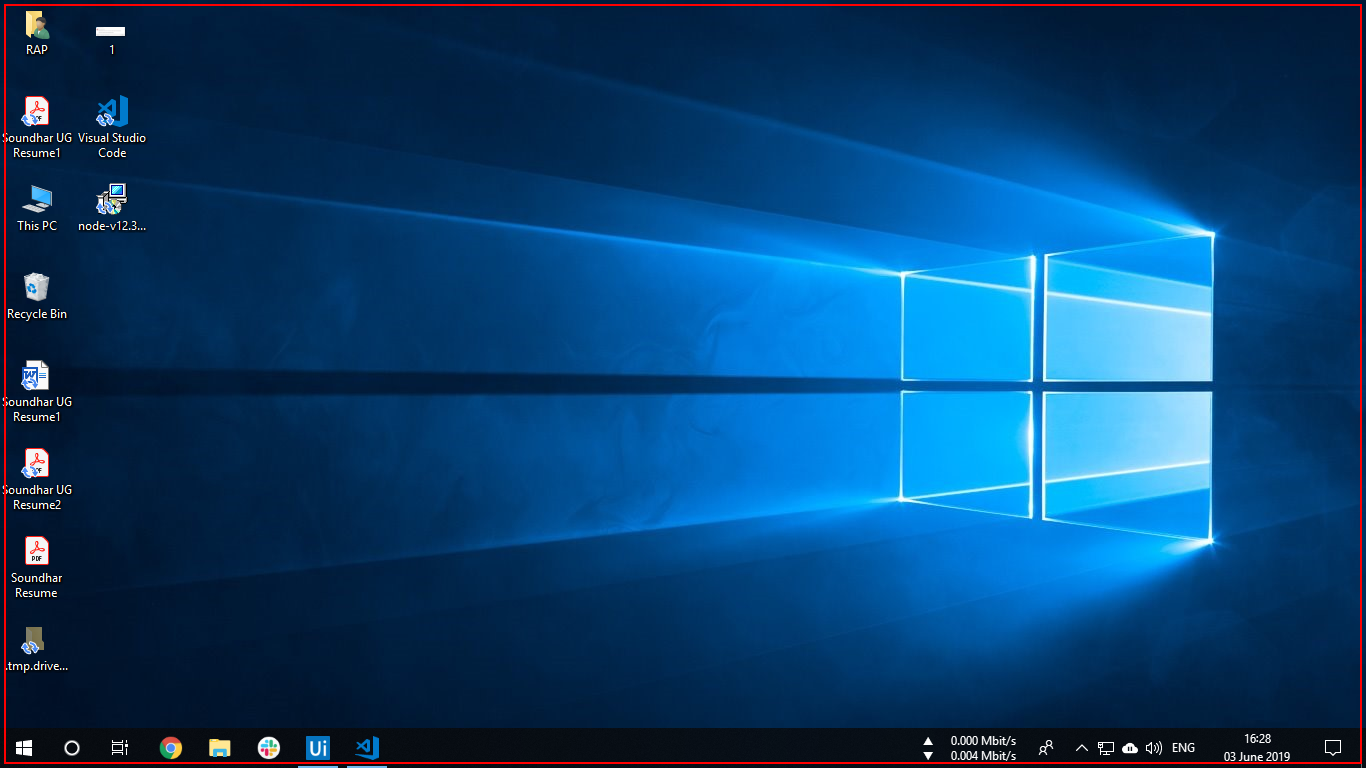 RAP
1
Soundhar UG
Resume1
Visual Studio
Code
This PC
node-v12.3...
Recycle Bin
Soundhar UG
Resume1
Soundhar UG
Resume2
Soundhar
Resume
.tmp.drive...
Ui
0.000 Mbit/s
0.004 Mbit/s
ENG
16:28
03 June 2019